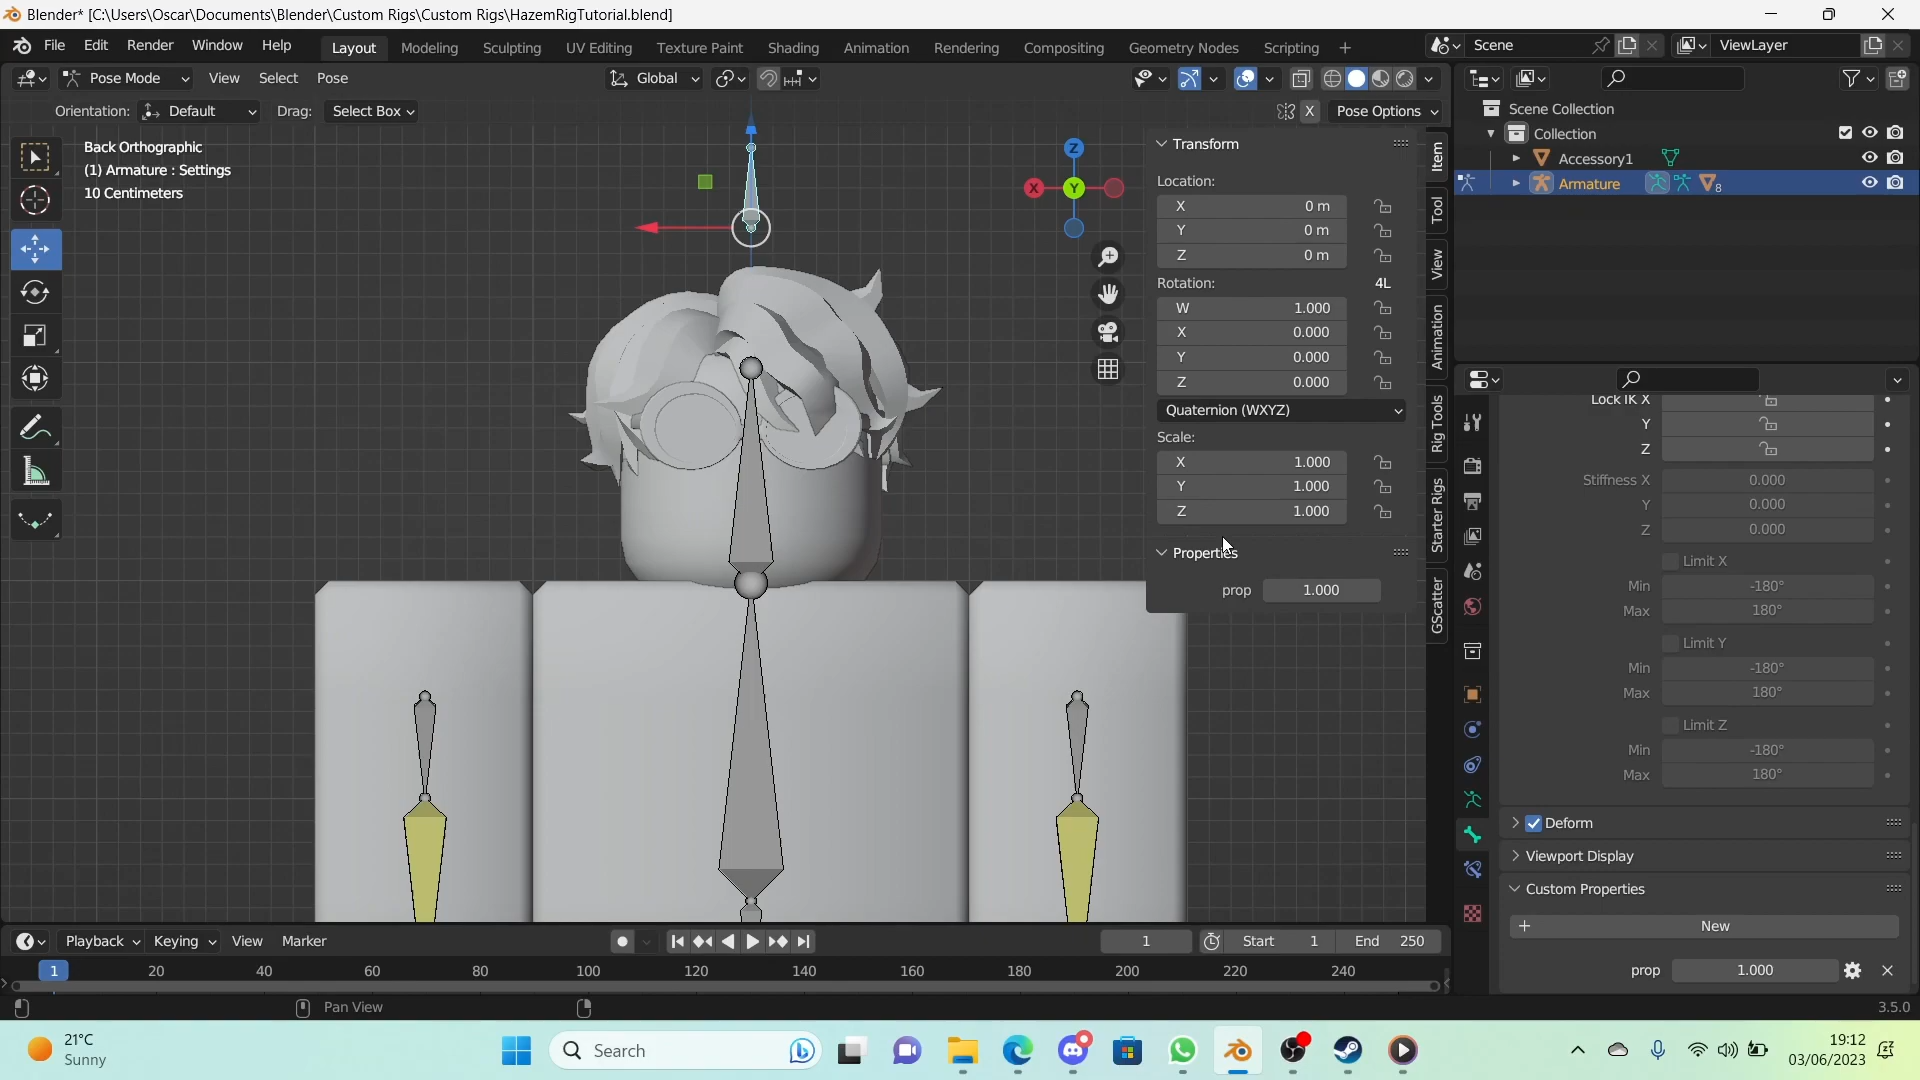 Blender* [C:\Users\Oscar\Documents\Blender\Custom Rigs\Custom Rigs\HazemRigTutorial.blend]
File Edit Render Window Help Layout Modeling Sculpting UV Editing Texture Paint Shading Animation Rendering Compositing Geometry Nodes Scripting + Scene ViewLayer
Pose Mode View Select Pose Global
Orientation: Default Drag: Select Box X Pose Options
Back Orthographic
(1) Armature : Settings
10 Centimeters
Z
X
Y
Transform
Location:
X 0 m
Y 0 m
Z 0 m
Rotation: 4L
W 1.000
X 0.000
Y 0.000
Z 0.000
Quaternion (WXYZ)
Scale:
X 1.000
Y 1.000
Z 1.000
Properties
prop 1.000
Item
Tool
View
Animation
Rig Tools
Starter Rigs
GScatter
Scene Collection
Collection
Accessory1
Armature 8
Lock IK X
Y
Z
Stiffness X 0.000
Y 0.000
Z 0.000
Limit X
Min -180°
Max 180°
Limit Y
Min -180°
Max 180°
Limit Z
Min -180°
Max 180°
Deform
Viewport Display
Custom Properties
+ New
prop 1.000
Playback Keying View Marker 1 Start 1 End 250
1 20 40 60 80 100 120 140 160 180 200 220 240
Pan View 3.5.0
21°C
Sunny
Search
19:12
03/06/2023